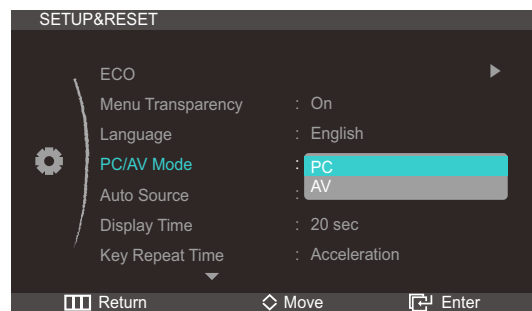 SETUP&RESET
ECO
Menu Transparency : On
Language : English
PC/AV Mode : PC
AV
Auto Source :
Display Time : 20 sec
Key Repeat Time : Acceleration
Return Move Enter